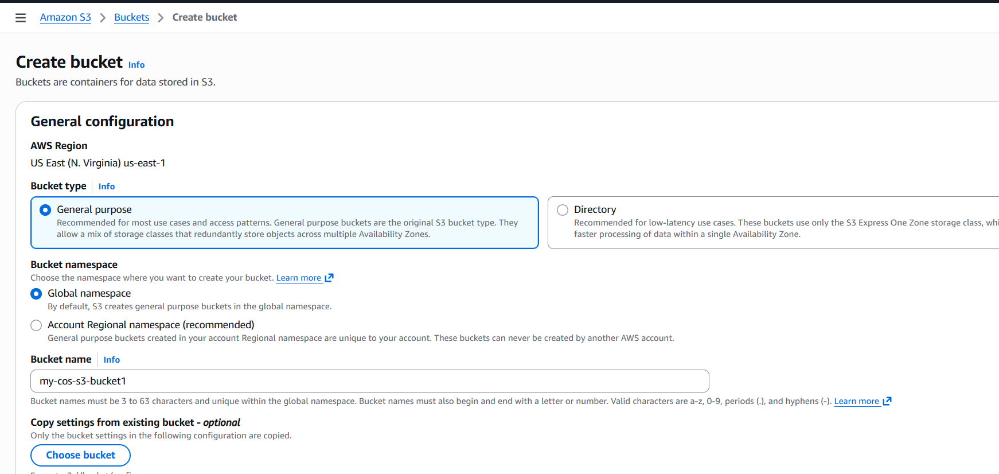 Amazon S3 > Buckets > Create bucket
Create bucket Info
Buckets are containers for data stored in S3.
General configuration
AWS Region
US East (N. Virginia) us-east-1
Bucket type Info
General purpose
Recommended for most use cases and access patterns. General purpose buckets are the original S3 bucket type. They
allow a mix of storage classes that redundantly store objects across multiple Availability Zones.
Directory
Recommended for low-latency use cases. These buckets use only the S3 Express One Zone storage class, whi
faster processing of data within a single Availability Zone.
Bucket namespace
Choose the namespace where you want to create your bucket. Learn more
Global namespace
By default, S3 creates general purpose buckets in the global namespace.
Account Regional namespace (recommended)
General purpose buckets created in your account Regional namespace are unique to your account. These buckets can never be created by another AWS account.
Bucket name Info
my-cos-s3-bucket1
Bucket names must be 3 to 63 characters and unique within the global namespace. Bucket names must also begin and end with a letter or number. Valid characters are a-z, 0-9, periods (.), and hyphens (-). Learn more
Copy settings from existing bucket - optional
Only the bucket settings in the following configuration are copied.
Choose bucket